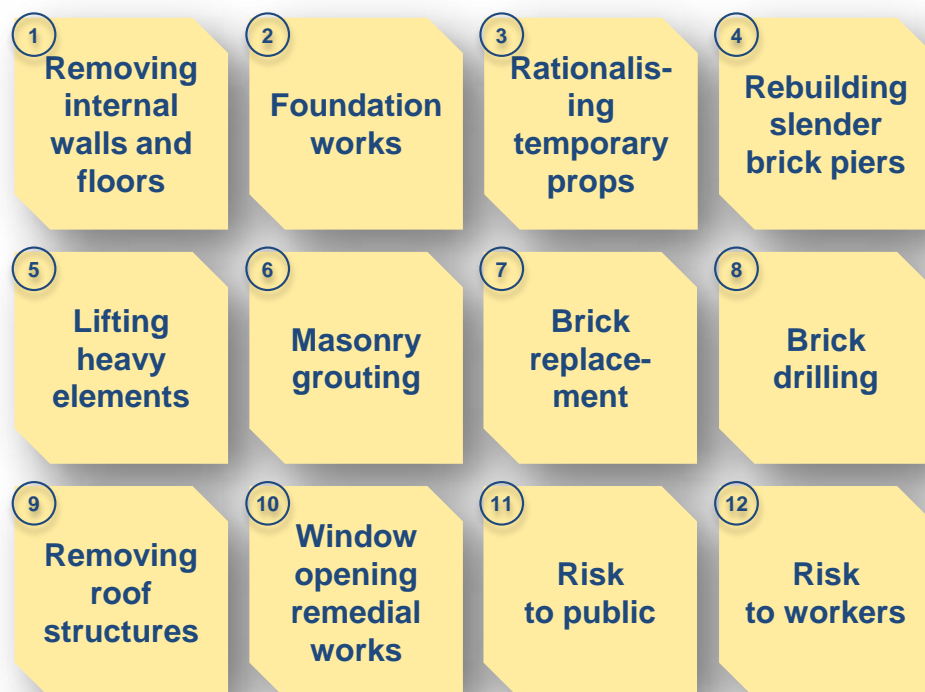 1
Removing
internal
walls and
floors
2
Foundation
works
3
Rationalis-
ing
temporary
props
4
Rebuilding
slender
brick piers
5
Lifting
heavy
elements
6
Masonry
grouting
7
Brick
replace-
ment
8
Brick
drilling
9
Removing
roof
structures
10
Window
opening
remedial
works
11
Risk
to public
12
Risk
to workers